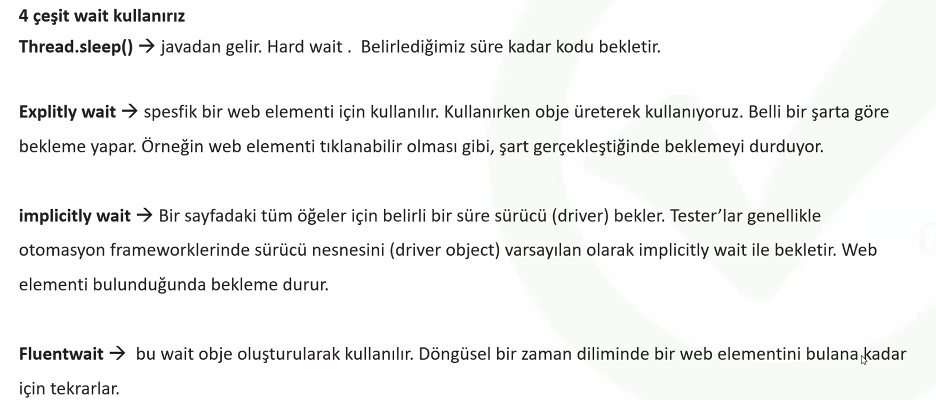 4 çeşit wait kullanırız
Thread.sleep() → javadan gelir. Hard wait . Belirlediğimiz süre kadar kodu bekletir.
Explitly wait → spesfik bir web elementi için kullanılır. Kullanırken obje üreterek kullanıyoruz. Belli bir şarta göre
bekleme yapar. Örneğin web elementi tıklanabilir olması gibi, şart gerçekleştiğinde beklemeyi durduyor.
implicitly wait → Bir sayfadaki tüm öğeler için belirli bir süre sürücü (driver) bekler. Tester’lar genellikle
otomasyon frameworklerinde sürücü nesnesini (driver object) varsayılan olarak implicitly wait ile bekletir. Web
elementi bulunduğunda bekleme durur.
Fluentwait → bu wait obje oluşturularak kullanılır. Döngüsel bir zaman diliminde bir web elementini bulana kadar
için tekrarlar.